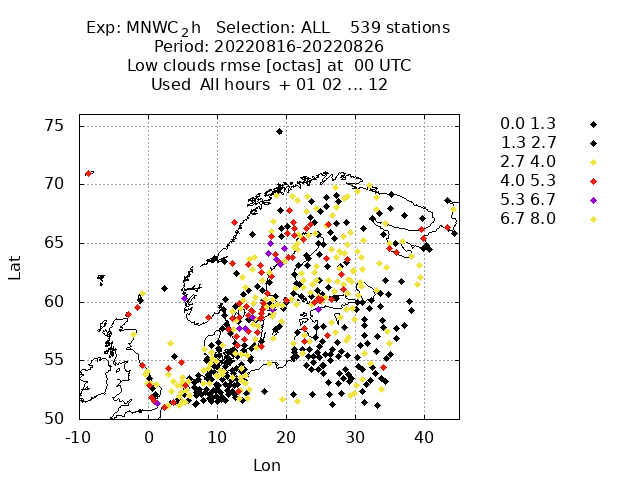 Exp: MNWC_2h   Selection: ALL    539 stations
Period: 20220816-20220826
Low clouds rmse [octas] at  00 UTC
Used  All hours  + 01 02 ... 12
0.0 1.3
1.3 2.7
2.7 4.0
4.0 5.3
5.3 6.7
6.7 8.0
75
70
65
60
55
50
Lat
-10 0 10 20 30 40
Lon